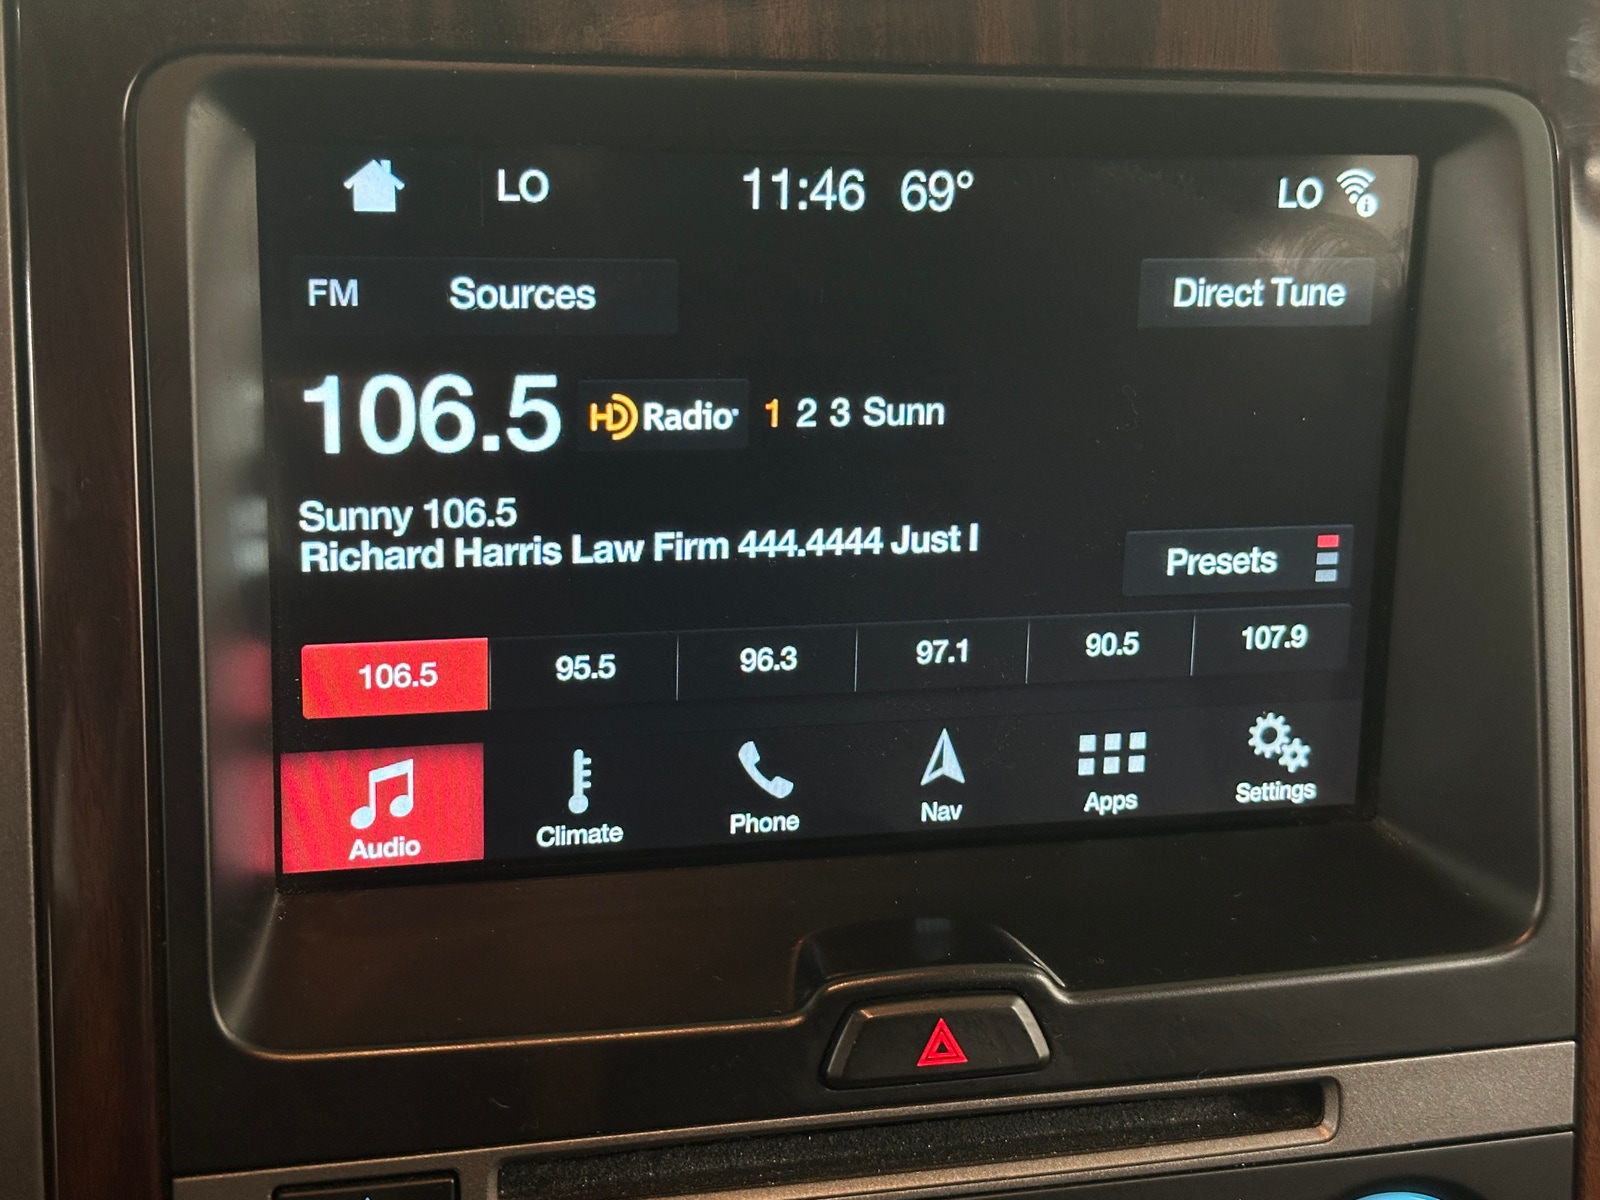 LO 11:46 69° LO
FM Sources Direct Tune
106.5 HD Radio 1 2 3 Sunn
Sunny 106.5
Richard Harris Law Firm 444.4444 Just I
Presets
106.5 95.5 96.3 97.1 90.5 107.9
Audio Climate Phone Nav Apps Settings